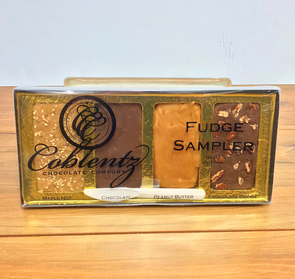 FUDGE
SAMPLER
Coblentz
CHOCOLATE COMPANY
MAPLE NUT
CHOCOLATE
PEANUT BUTTER
CHOCOLATE PECAN